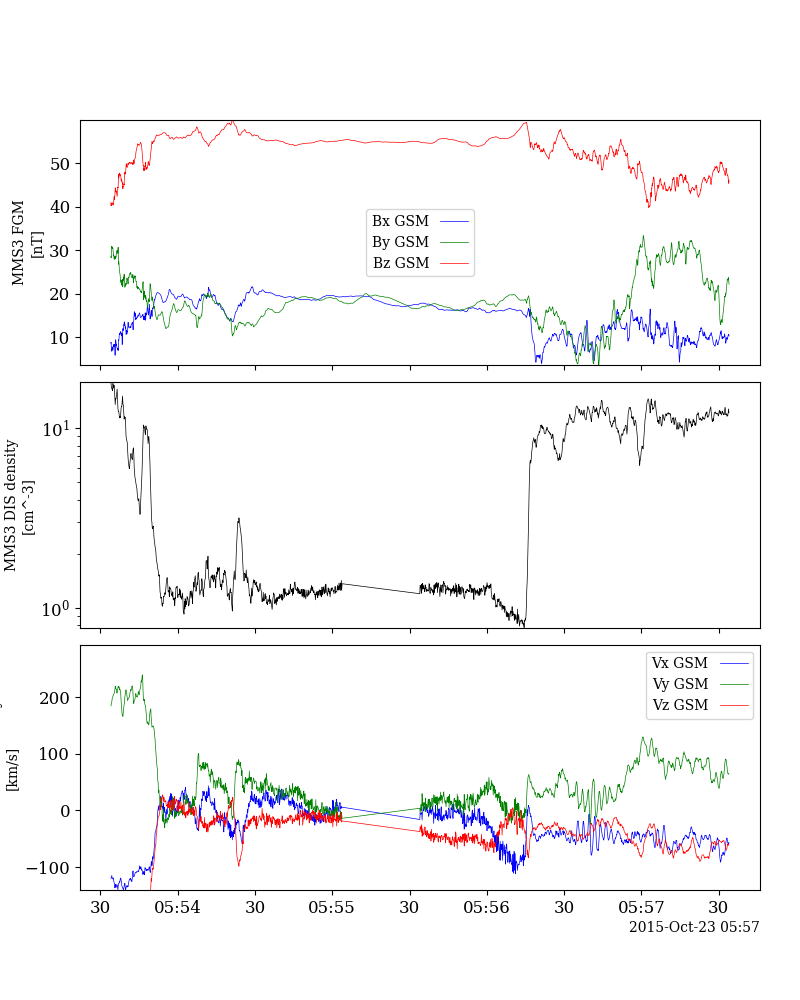 50
40
30
20
10
MMS3 FGM
[nT]
Bx GSM
By GSM
Bz GSM
10^1
10^0
MMS3 DIS density
[cm^-3]
200
100
0
−100
[km/s]
Vx GSM
Vy GSM
Vz GSM
30 05:54 30 05:55 30 05:56 30 05:57 30
2015-Oct-23 05:57